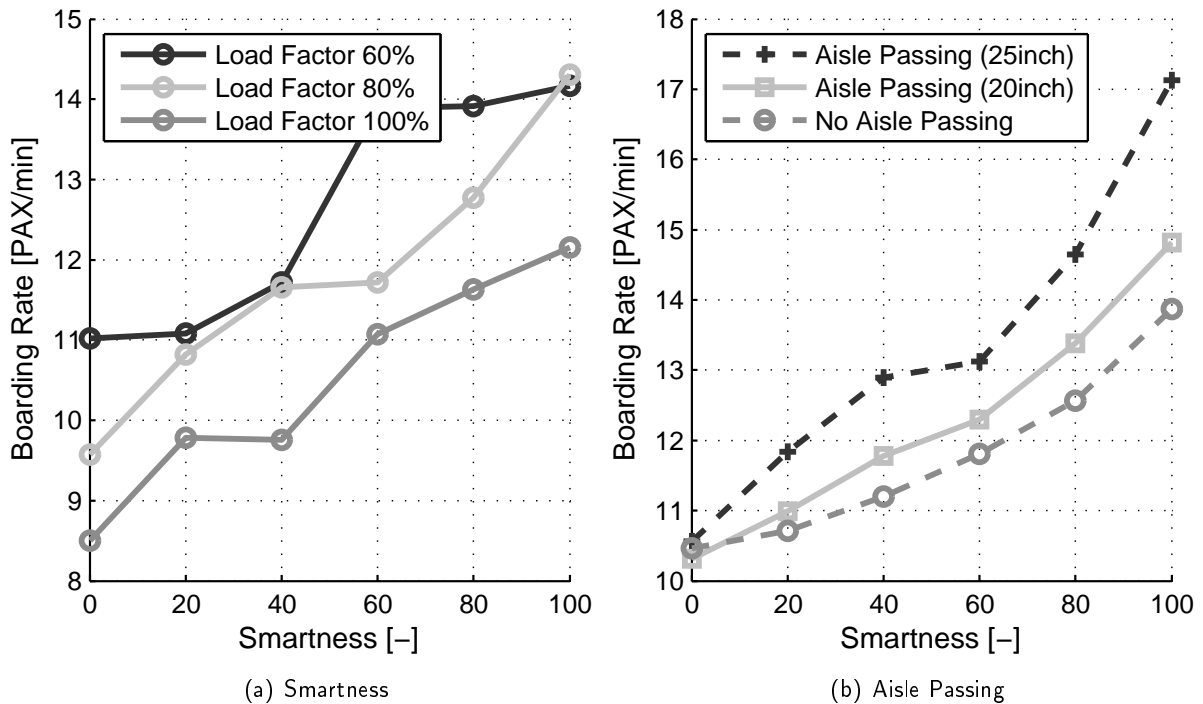 15
14
13
12
11
10
9
8
0
20
40
60
80
100
Boarding Rate [PAX/min]
Smartness [–]
Load Factor 60%
Load Factor 80%
Load Factor 100%
(a) Smartness
18
17
16
15
14
13
12
11
10
0
20
40
60
80
100
Boarding Rate [PAX/min]
Smartness [–]
Aisle Passing (25inch)
Aisle Passing (20inch)
No Aisle Passing
(b) Aisle Passing